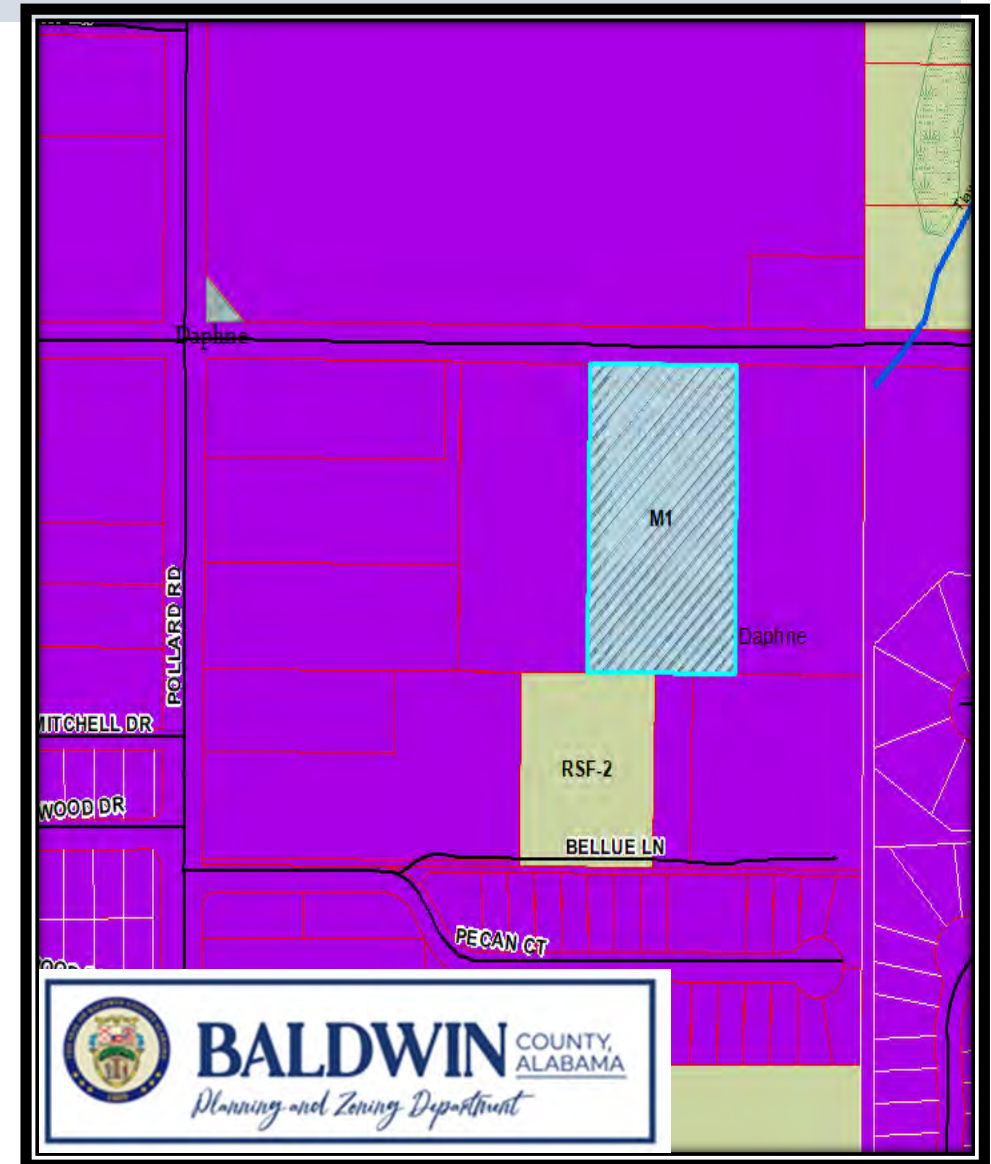 Daphne
M1
Daphne
POLLARD RD
MITCHELL DR
RSF-2
WOOD DR
BELLUE LN
PECAN CT
BALDWIN COUNTY, ALABAMA
Planning and Zoning Department